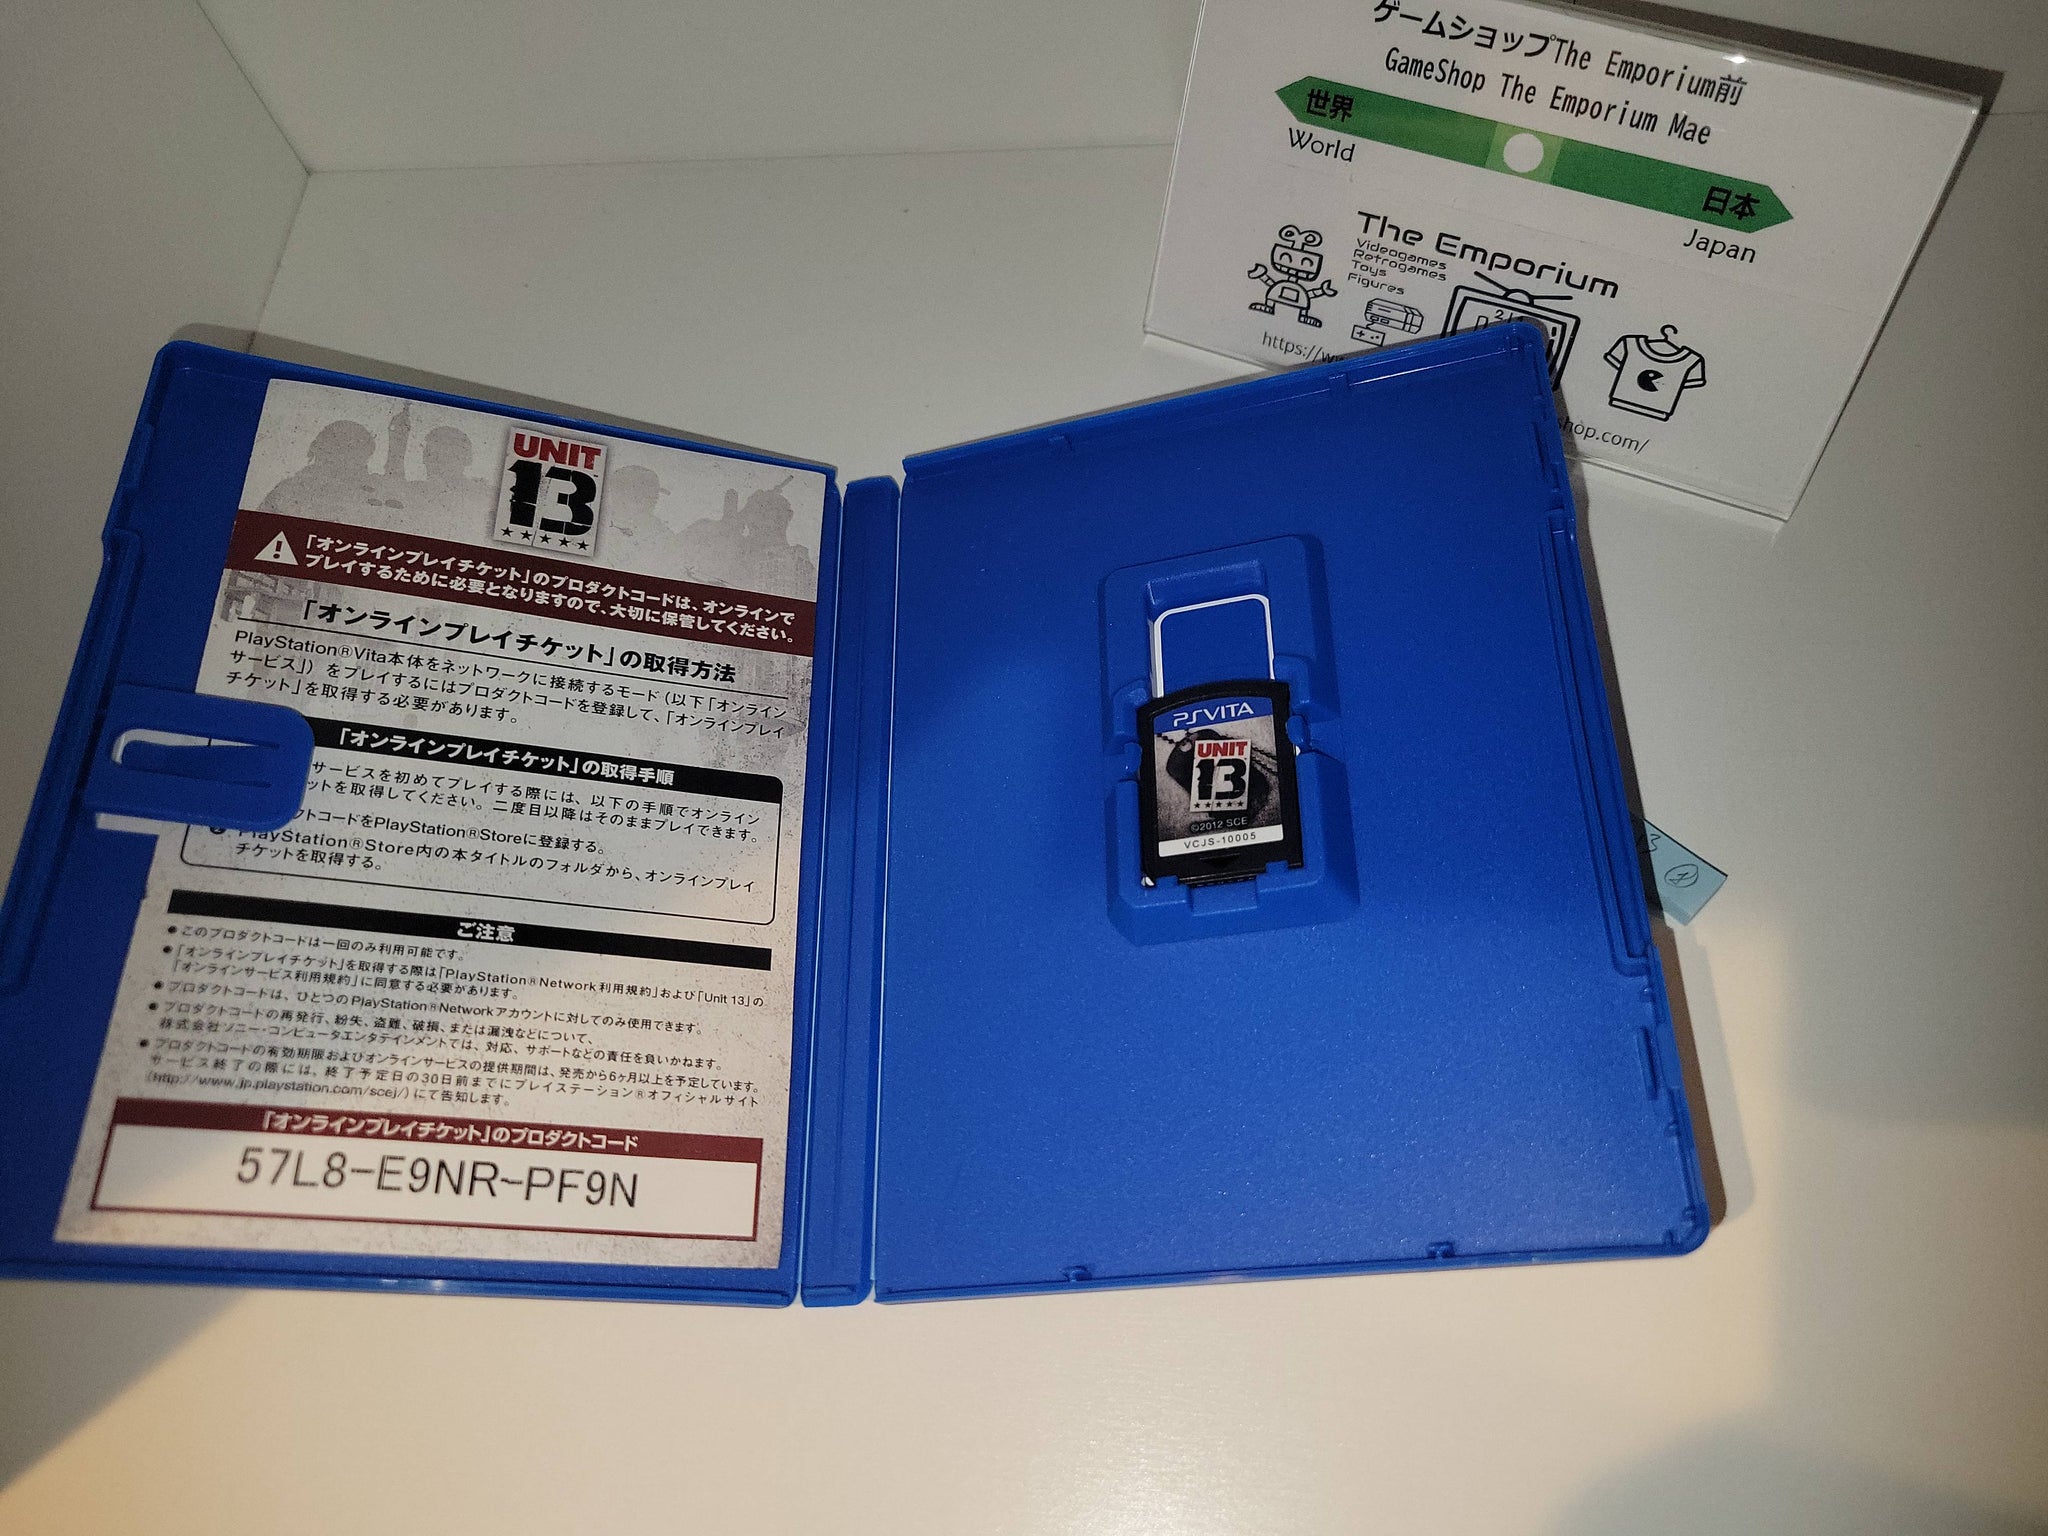 ゲームショップThe Emporium前
GameShop The Emporium Mae
世界
World
日本
Japan
The Emporium
Videogames
Retrogames
Toys
Figures
https://w
shop.com/
UNIT
13
「オンラインプレイチケット」のプロダクトコードは、オンラインで
プレイするために必要となりますので、大切に保管してください。
「オンラインプレイチケット」の取得方法
PlayStation®Vita本体をネットワークに接続するモード（以下「オンライン
サービス」）をプレイするにはプロダクトコードを登録して、「オンラインプレイ
チケット」を取得する必要があります。
「オンラインプレイチケット」の取得手順
サービスを初めてプレイする際には、以下の手順でオンライン
ットを取得してください。二度目以降はそのままプレイできます。
クトコードをPlayStation®Storeに登録する。
PlayStation®Store内の本タイトルのフォルダから、オンラインプレイ
チケットを取得する。
ご注意
●このプロダクトコードは一回のみ利用可能です。
●「オンラインプレイチケット」を取得する際は「PlayStation®Network利用規約」および「Unit 13」の
「オンラインサービス利用規約」に同意する必要があります。
●プロダクトコードは、ひとつのPlayStation®Networkアカウントに対してのみ使用できます。
●プロダクトコードの再発行、紛失、盗難、破損、または漏洩などについて、
株式会社ソニー・コンピュータエンタテインメントでは、対応、サポートなどの責任を負いかねます。
●プロダクトコードの有効期限およびオンラインサービスの提供期間は、発売から6ヶ月以上を予定しています。
サービス終了の際には、終了予定日の30日前までにプレイステーション®オフィシャルサイト
（http://www.jp.playstation.com/scej/）にて告知します。
「オンラインプレイチケット」のプロダクトコード
57L8-E9NR-PF9N
PSVITA
UNIT
13
©2012 SCE
VCJS-10005